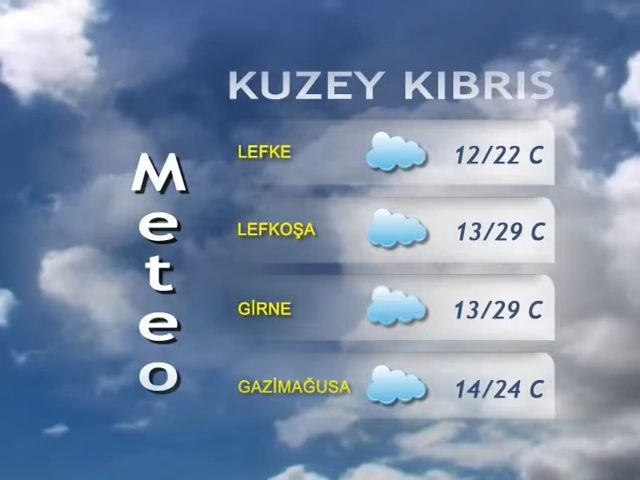 KUZEY KIBRIS
Meteo
LEFKE 12/22 C
LEFKOŞA 13/29 C
GİRNE 13/29 C
GAZİMAĞUSA 14/24 C